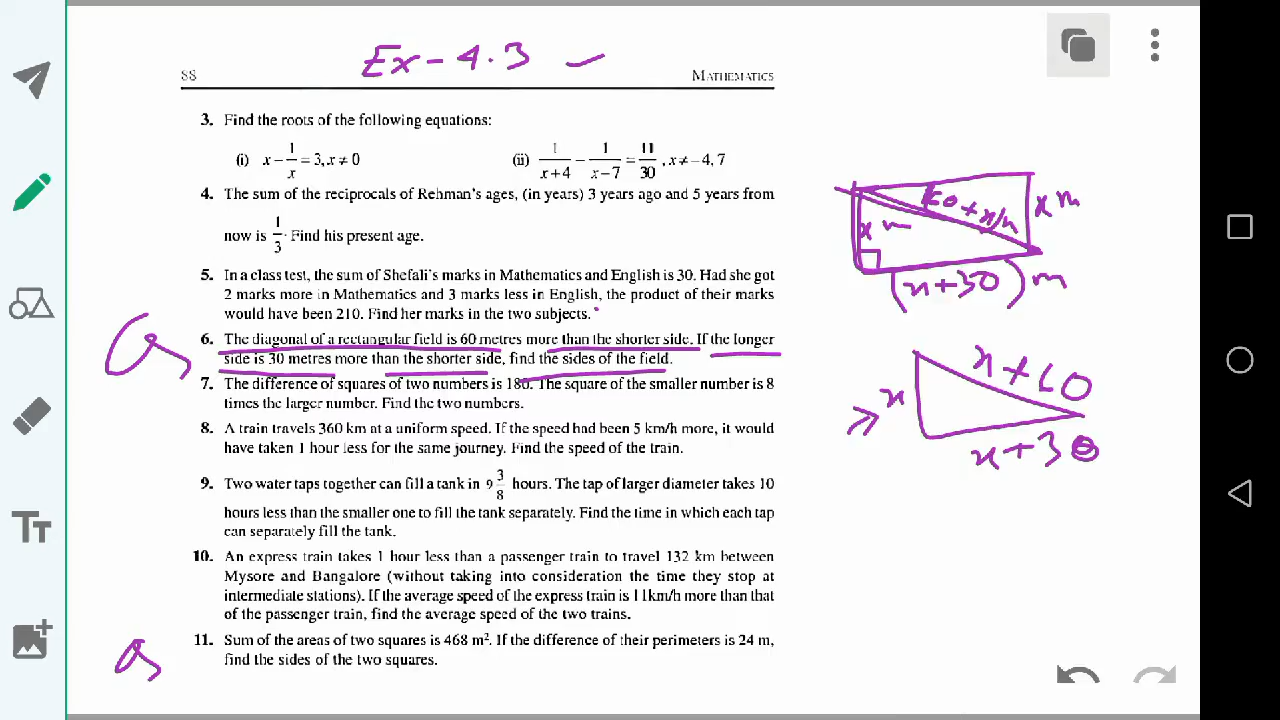 Ex - 4.3
88 MATHEMATICS
3. Find the roots of the following equations:
(i) x − 1/x = 3, x ≠ 0 (ii) 1/(x+4) − 1/(x−7) = 11/30, x ≠ −4, 7
4. The sum of the reciprocals of Rehman's ages, (in years) 3 years ago and 5 years from
now is 1/3. Find his present age.
5. In a class test, the sum of Shefali's marks in Mathematics and English is 30. Had she got
2 marks more in Mathematics and 3 marks less in English, the product of their marks
would have been 210. Find her marks in the two subjects.
6. The diagonal of a rectangular field is 60 metres more than the shorter side. If the longer
side is 30 metres more than the shorter side, find the sides of the field.
7. The difference of squares of two numbers is 180. The square of the smaller number is 8
times the larger number. Find the two numbers.
8. A train travels 360 km at a uniform speed. If the speed had been 5 km/h more, it would
have taken 1 hour less for the same journey. Find the speed of the train.
9. Two water taps together can fill a tank in 9 3/8 hours. The tap of larger diameter takes 10
hours less than the smaller one to fill the tank separately. Find the time in which each tap
can separately fill the tank.
10. An express train takes 1 hour less than a passenger train to travel 132 km between
Mysore and Bangalore (without taking into consideration the time they stop at
intermediate stations). If the average speed of the express train is 11km/h more than that
of the passenger train, find the average speed of the two trains.
11. Sum of the areas of two squares is 468 m². If the difference of their perimeters is 24 m,
find the sides of the two squares.
x m
x m
(x+30) m
x+60
x
x+30
TT